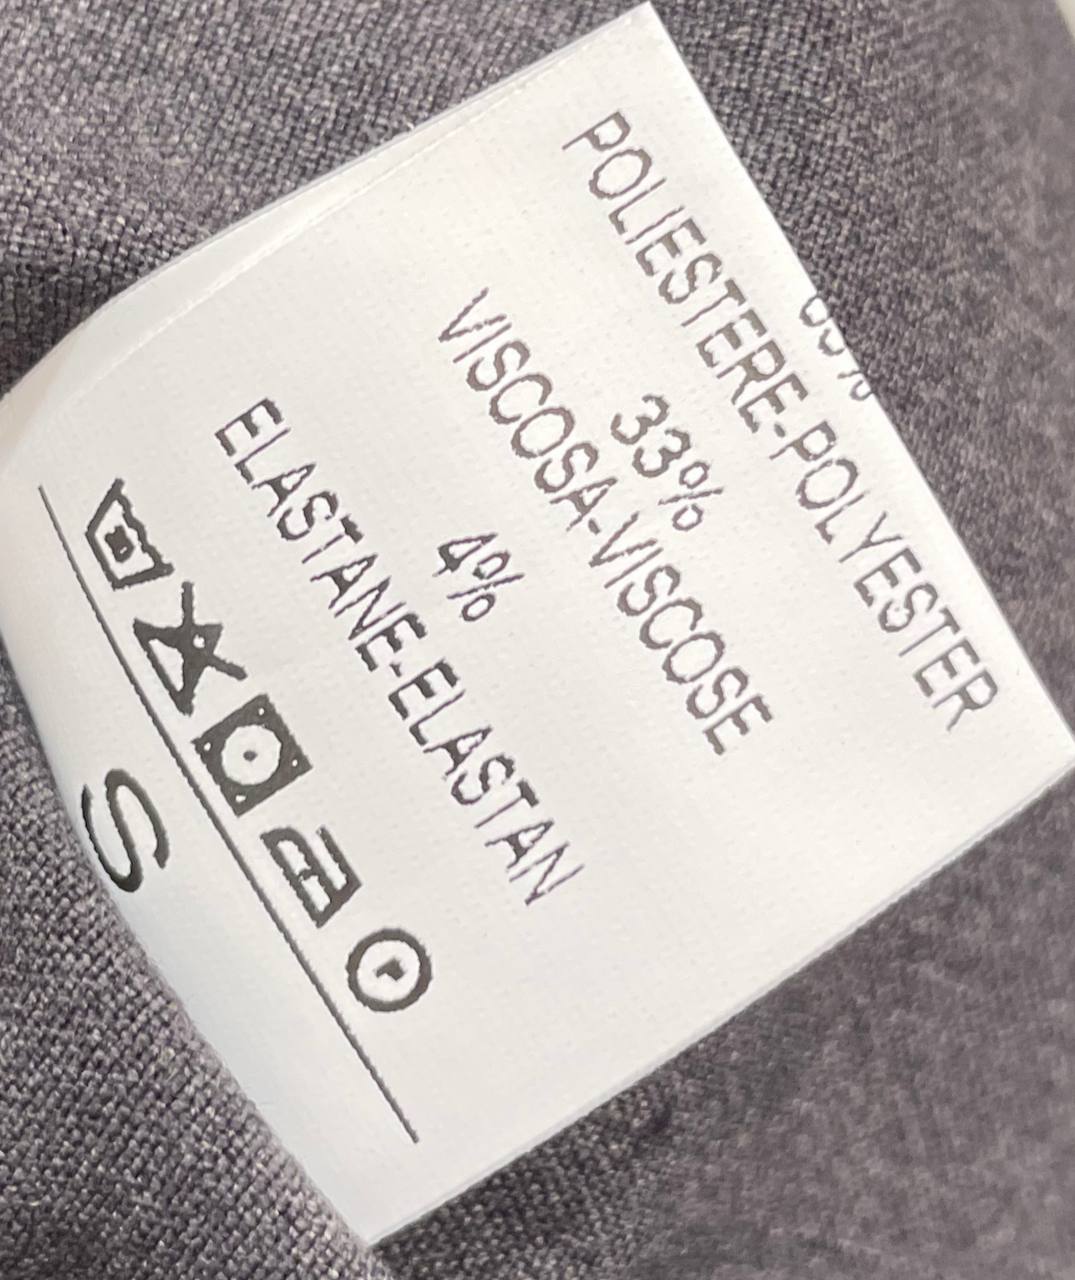 POLIESTERE-POLYESTER
33%
VISCOSA-VISCOSE
4%
ELASTANE-ELASTAN
S